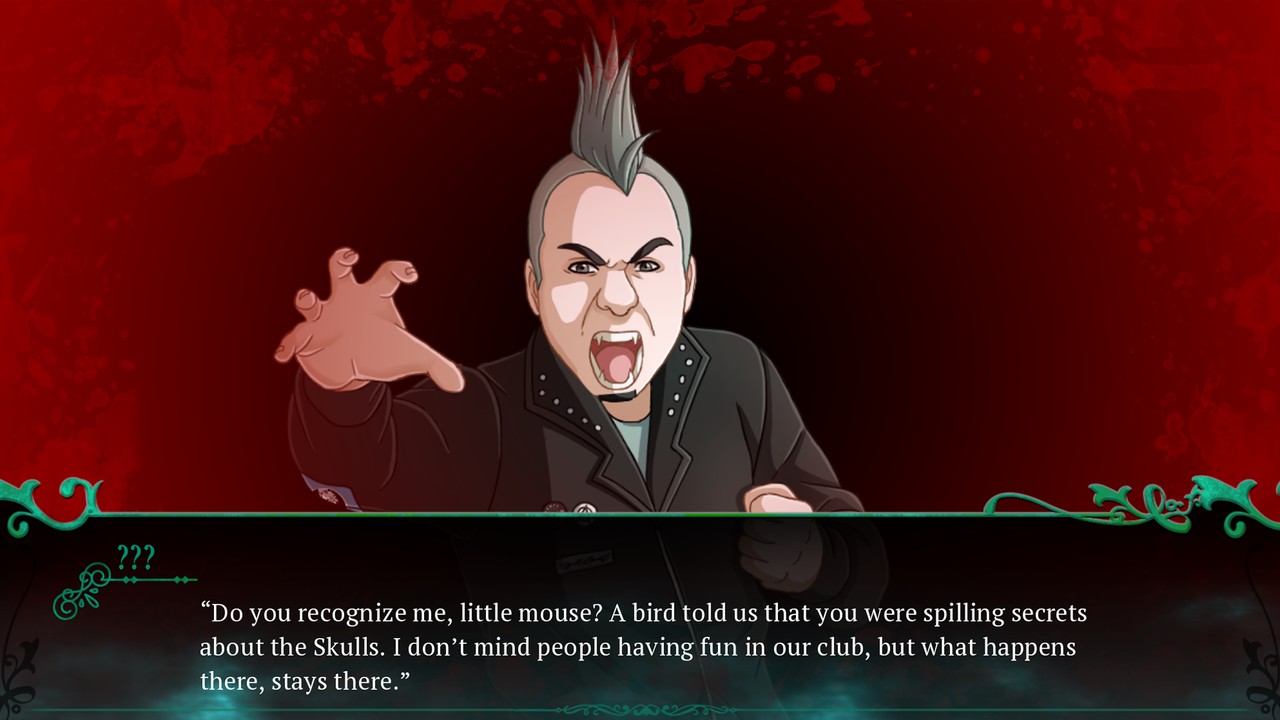 ???
“Do you recognize me, little mouse? A bird told us that you were spilling secrets
about the Skulls. I don’t mind people having fun in our club, but what happens
there, stays there.”